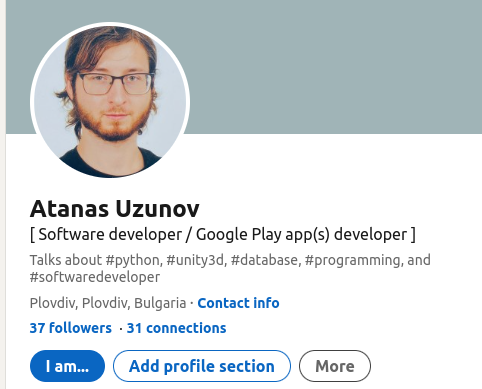 Atanas Uzunov
[ Software developer / Google Play app(s) developer ]
Talks about #python, #unity3d, #database, #programming, and
#softwaredeveloper
Plovdiv, Plovdiv, Bulgaria · Contact info
37 followers · 31 connections
I am... Add profile section More